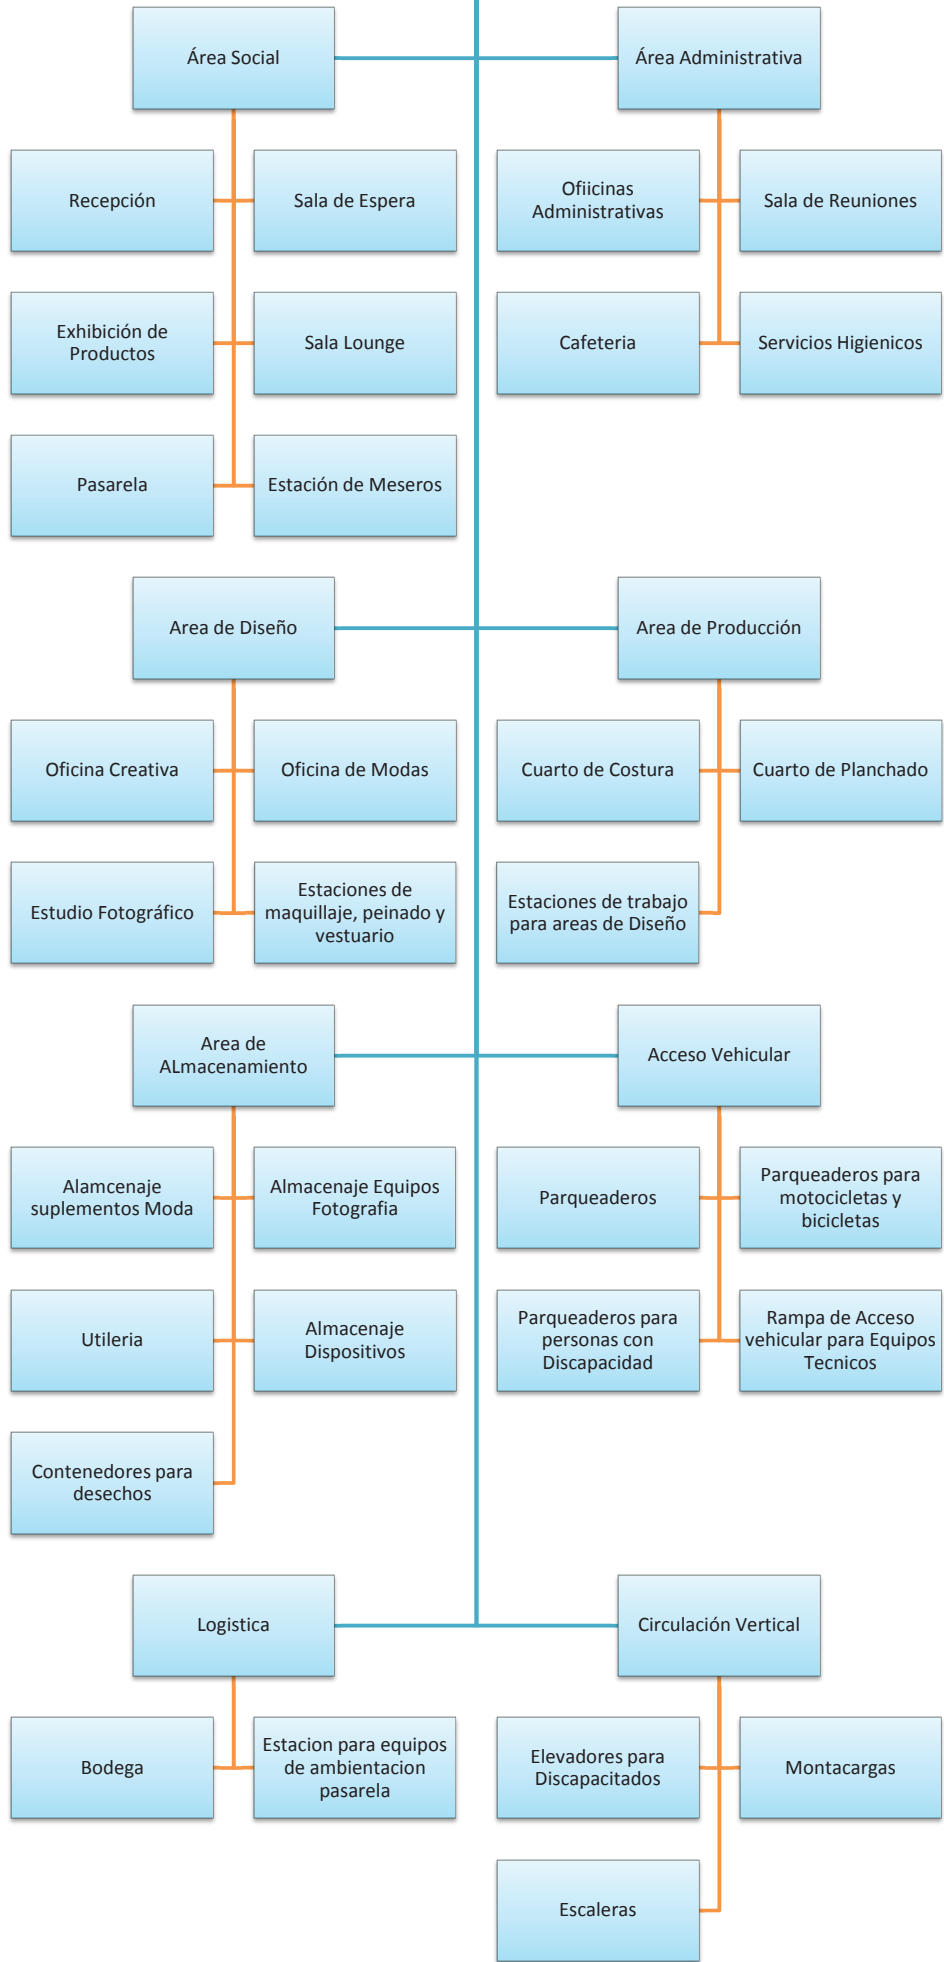 Área Social
Área Administrativa
Recepción
Sala de Espera
Ofiicinas
Administrativas
Sala de Reuniones
Exhibición de
Productos
Sala Lounge
Cafeteria
Servicios Higienicos
Pasarela
Estación de Meseros
Area de Diseño
Area de Producción
Oficina Creativa
Oficina de Modas
Cuarto de Costura
Cuarto de Planchado
Estudio Fotográfico
Estaciones de
maquillaje, peinado y
vestuario
Estaciones de trabajo
para areas de Diseño
Area de
ALmacenamiento
Acceso Vehicular
Alamcenaje
suplementos Moda
Almacenaje Equipos
Fotografia
Parqueaderos
Parqueaderos para
motocicletas y
bicicletas
Utileria
Almacenaje
Dispositivos
Parqueaderos para
personas con
Discapacidad
Rampa de Acceso
vehicular para Equipos
Tecnicos
Contenedores para
desechos
Logistica
Circulación Vertical
Bodega
Estacion para equipos
de ambientacion
pasarela
Elevadores para
Discapacitados
Montacargas
Escaleras